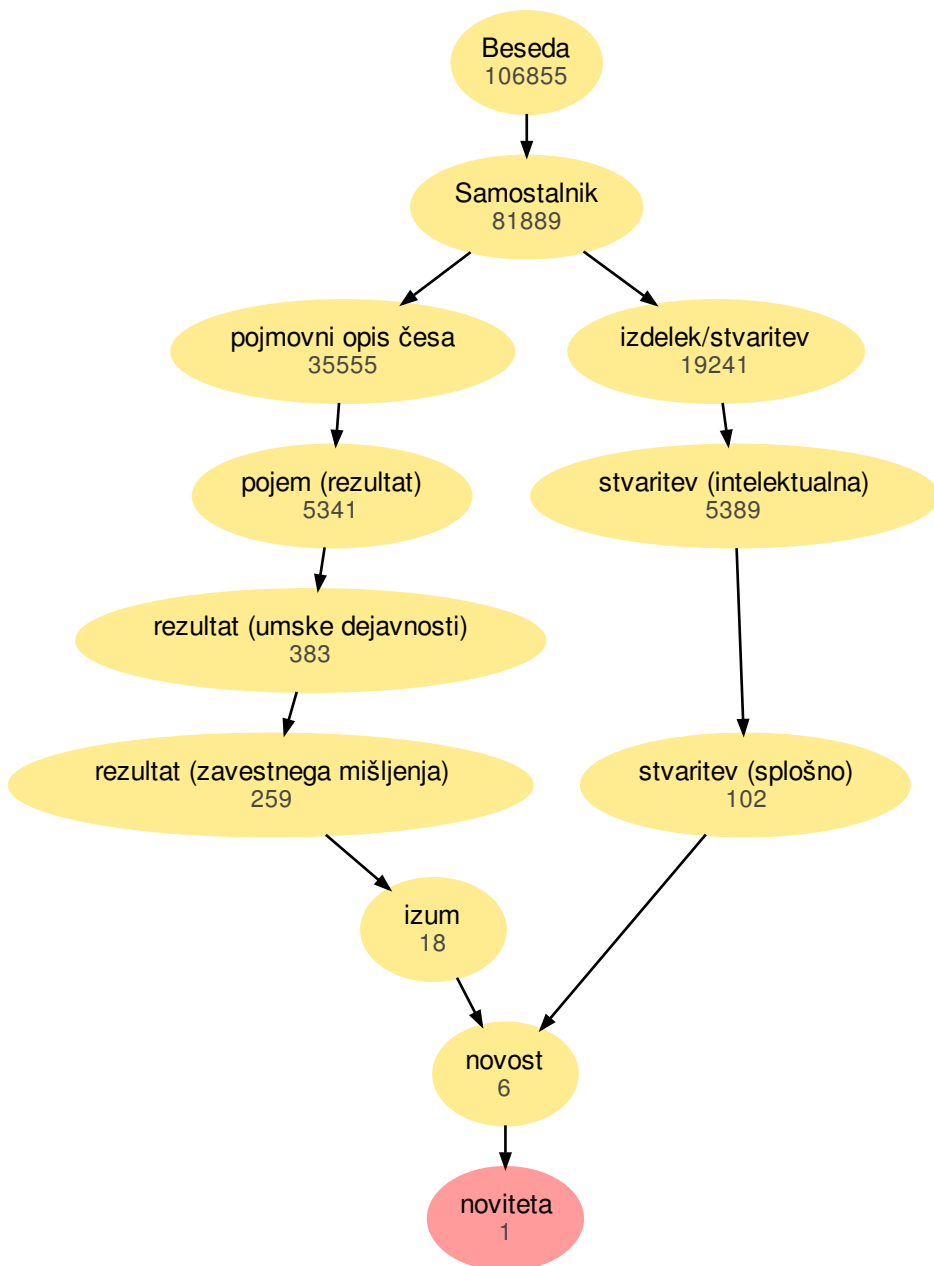 Beseda
106855
Samostalnik
81889
pojmovni opis česa
35555
izdelek/stvaritev
19241
pojem (rezultat)
5341
stvaritev (intelektualna)
5389
rezultat (umske dejavnosti)
383
rezultat (zavestnega mišljenja)
259
stvaritev (splošno)
102
izum
18
novost
6
noviteta
1